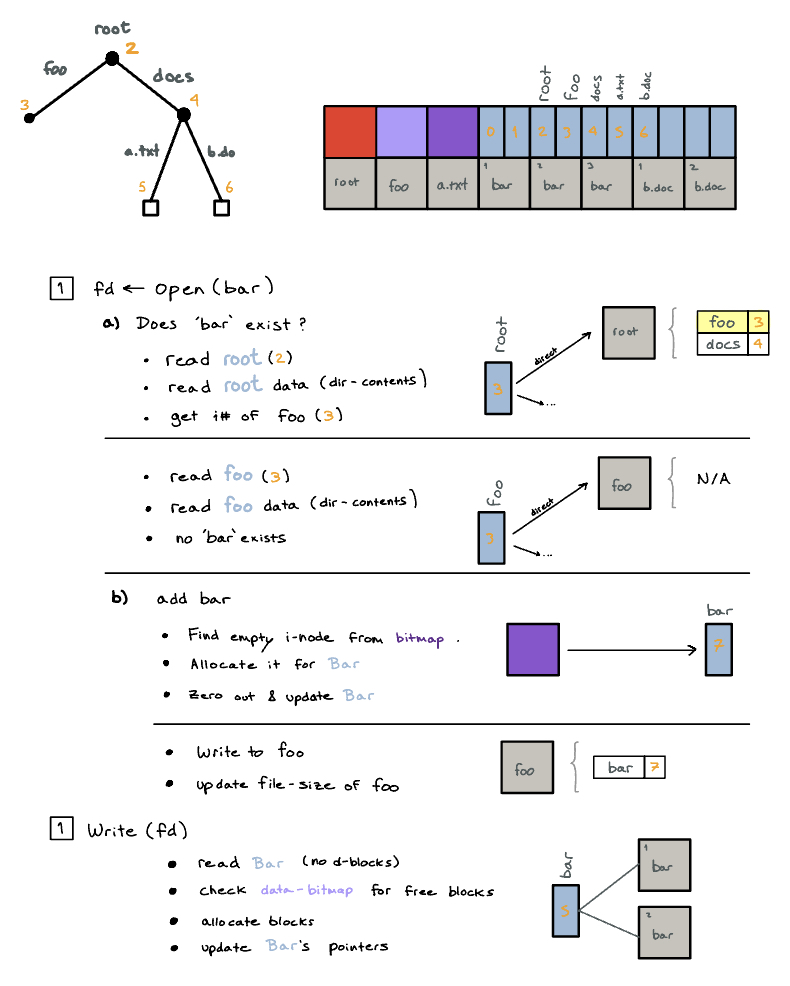 root
2
foo
docs
3
4
a.txt
b.do
5
6
root
foo
docs
a.txt
b.doc
0
1
2
3
4
5
6
root
foo
a.txt
1
bar
2
bar
3
bar
1
b.doc
2
b.doc
1
fd ← open (bar)
a) Does 'bar' exist?
• read root (2)
• read root data (dir-contents)
• get i# of foo (3)
root
3
direct
...
root
foo 3
docs 4
• read foo (3)
• read foo data (dir-contents)
• no 'bar' exists
foo
3
direct
...
foo
N/A
b) add bar
• Find empty i-node from bitmap.
• Allocate it for Bar
• Zero out & update Bar
bar
7
• Write to foo
• update file-size of foo
foo
bar 7
1
Write (fd)
• read Bar (no d-blocks)
• check data-bitmap for free blocks
• allocate blocks
• update Bar's pointers
bar
5
1
bar
2
bar